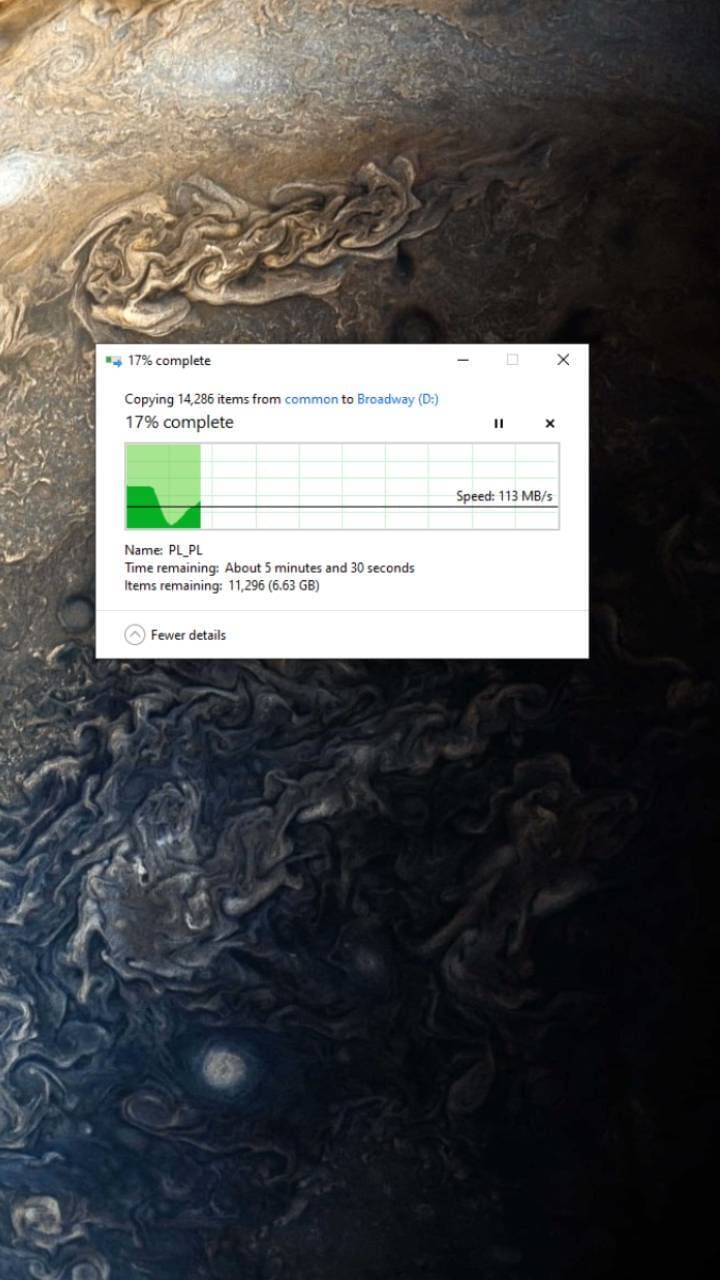 17% complete
Copying 14,286 items from common to Broadway (D:)
17% complete
Speed: 113 MB/s
Name: PL_PL
Time remaining: About 5 minutes and 30 seconds
Items remaining: 11,296 (6.63 GB)
Fewer details